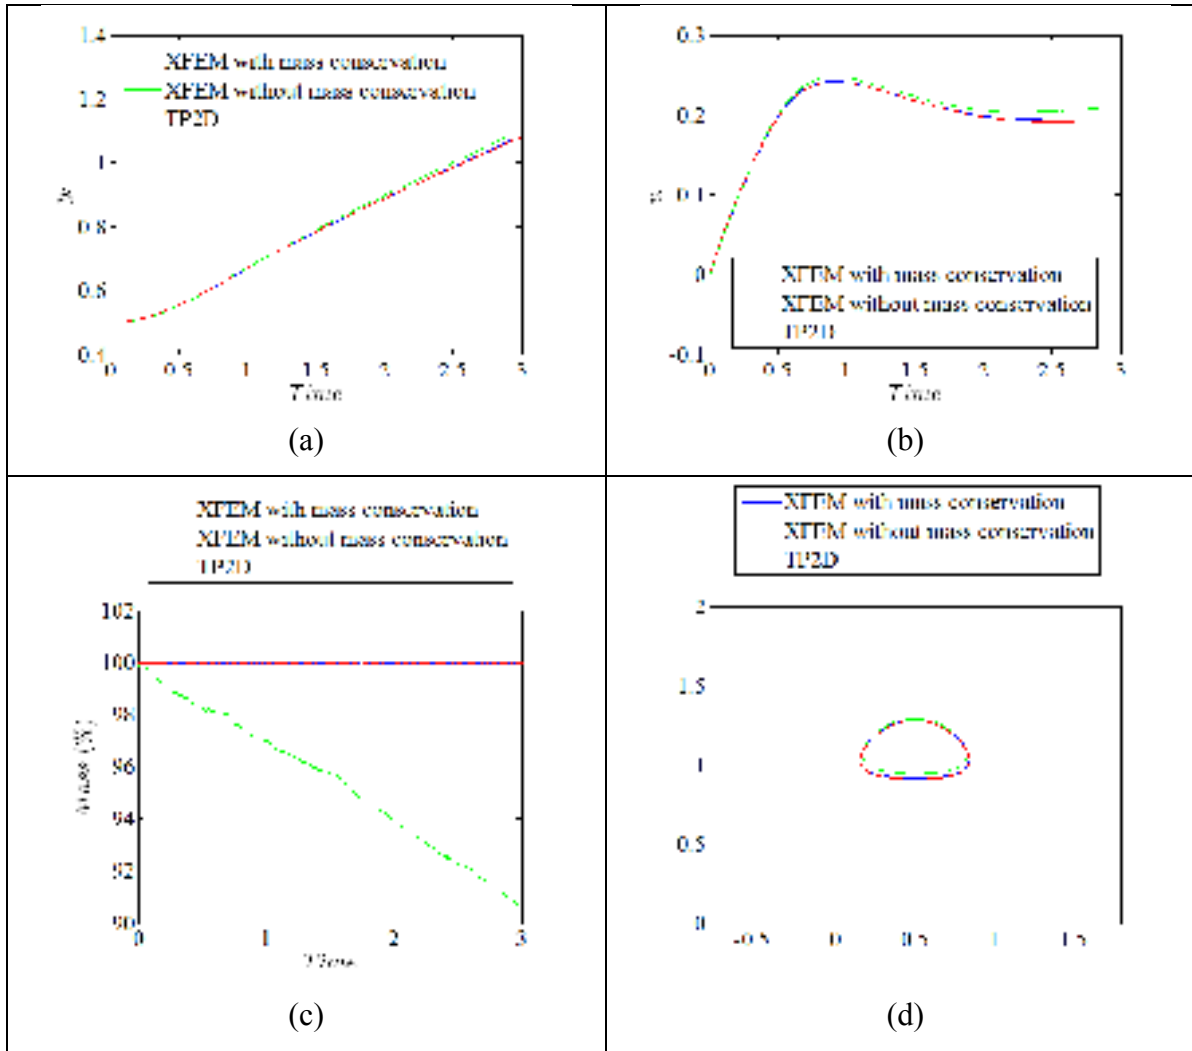 1.4
XFEM with mass conservation
XFEM without mass conservation
TP2D
1.2
1
0.8
0.6
0.4
0 0.5 1 1.5 2 2.5 3
Time
(a)
0.3
0.2
0.1
0
-0.1
XFEM with mass conservation
XFEM without mass conservation
TP2D
0 0.5 1 1.5 2 2.5 3
Time
(b)
XFEM with mass conservation
XFEM without mass conservation
TP2D
102
100
98
96
94
92
90
mass (%)
0 1 2 3
Time
(c)
XFEM with mass conservation
XFEM without mass conservation
TP2D
2
1.5
1
0.5
0
-0.5 0 0.5 1 1.5
(d)